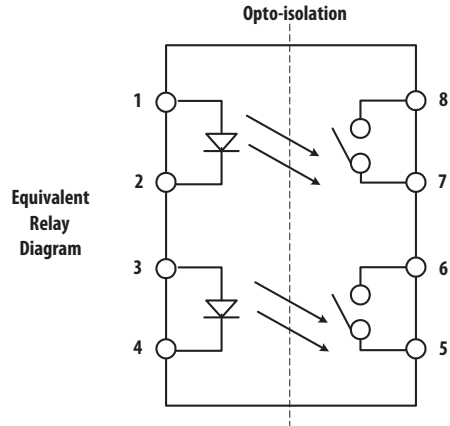 Opto-isolation
1
8
2
7
Equivalent
Relay
Diagram
3
6
4
5